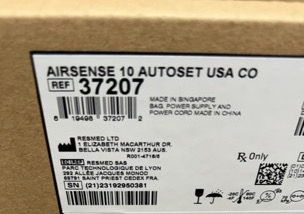 AIRSENSE 10 AUTOSET USA CO
REF 37207
MADE IN SINGAPORE
BAG, POWER SUPPLY AND
POWER CORD MADE IN CHINA
6 19498 37207 2
RESMED LTD
1 ELIZABETH MACARTHUR DR.
BELLA VISTA NSW 2153 AUS.
R001-4716/6
RESMED SAS
PARC TECHNOLOGIQUE DE LYON
292 ALLÉE JACQUES MONOD
69791 SAINT PRIEST CEDEX FRA.
SN (21)23192950381
Rx Only